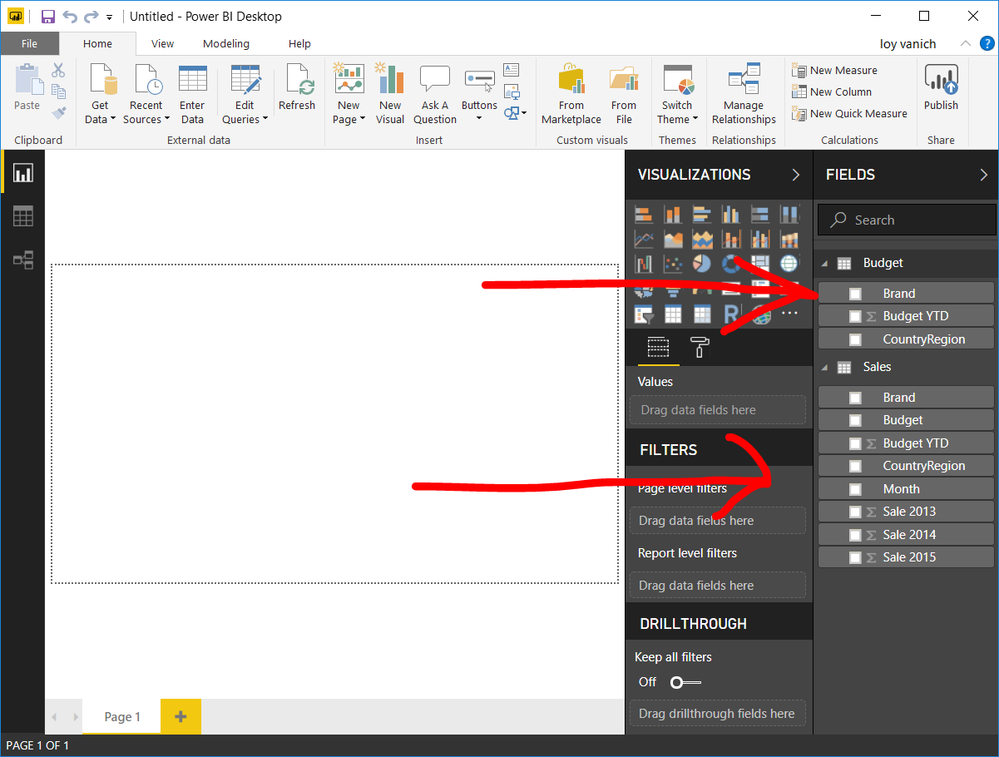 Untitled - Power BI Desktop
File Home View Modeling Help loy vanich ?
Paste
Clipboard
Get Data
Recent Sources
Enter Data
Edit Queries
Refresh
External data
New Page
New Visual
Ask A Question
Buttons
Insert
From Marketplace
From File
Custom visuals
Switch Theme
Themes
Manage Relationships
Relationships
New Measure
New Column
New Quick Measure
Calculations
Publish
Share
VISUALIZATIONS
R
Values
Drag data fields here
FILTERS
Page level filters
Drag data fields here
Report level filters
Drag data fields here
DRILLTHROUGH
Keep all filters
Off
Drag drillthrough fields here
FIELDS
Search
Budget
Brand
Σ Budget YTD
CountryRegion
Sales
Brand
Budget
Σ Budget YTD
CountryRegion
Month
Σ Sale 2013
Σ Sale 2014
Σ Sale 2015
Page 1 +
PAGE 1 OF 1